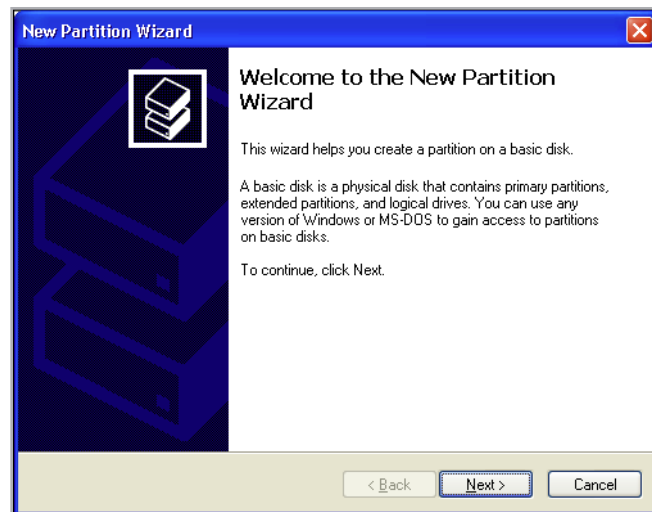 New Partition Wizard
Welcome to the New Partition
Wizard
This wizard helps you create a partition on a basic disk.
A basic disk is a physical disk that contains primary partitions,
extended partitions, and logical drives. You can use any
version of Windows or MS-DOS to gain access to partitions
on basic disks.
To continue, click Next.
< Back Next > Cancel